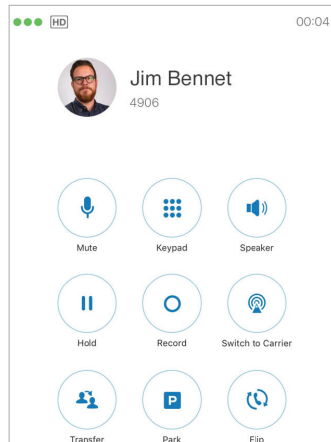 HD 00:04
Jim Bennet
4906
Mute Keypad Speaker
Hold Record Switch to Carrier
P
Transfer Park Flip